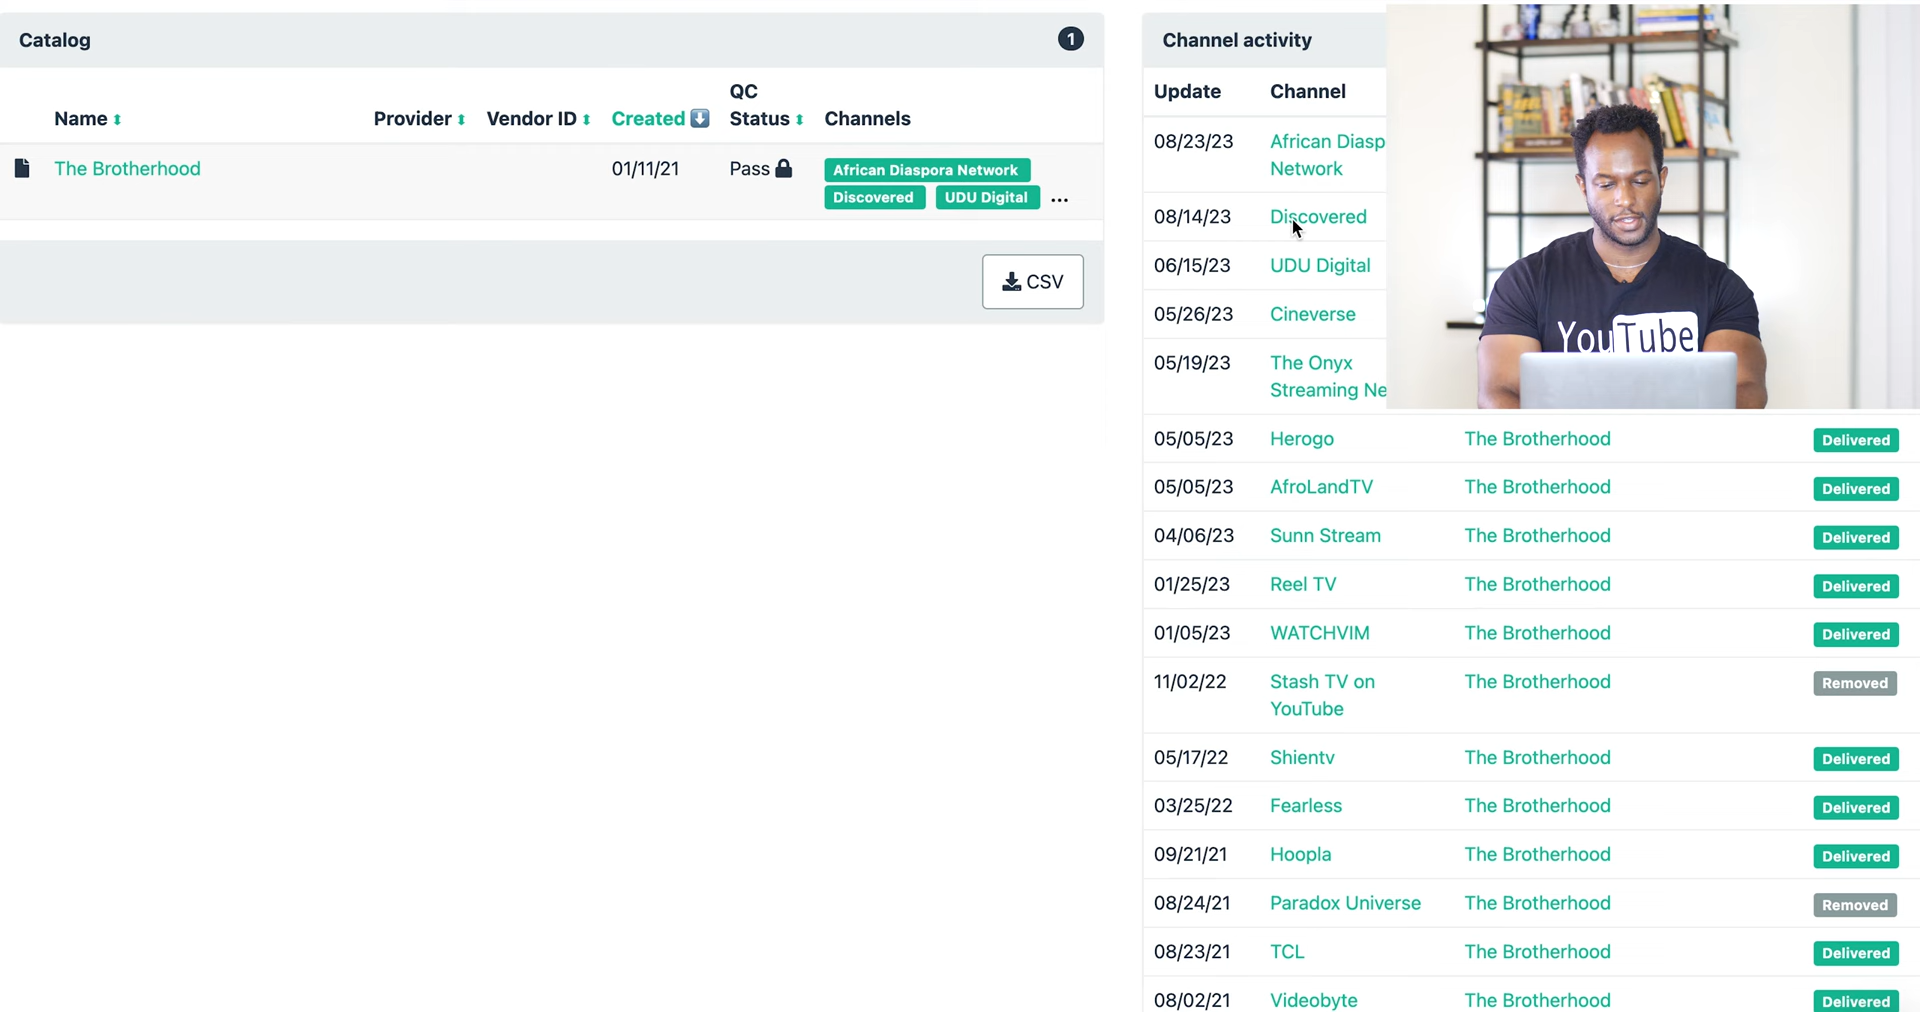 Catalog
1
Name
Provider
Vendor ID
Created
QC
Status
Channels
The Brotherhood
01/11/21
Pass
African Diaspora Network
Discovered
UDU Digital
...
CSV
Channel activity
Update
Channel
08/23/23
African Diasp
Network
08/14/23
Discovered
06/15/23
UDU Digital
05/26/23
Cineverse
05/19/23
The Onyx
Streaming Ne
05/05/23
Herogo
The Brotherhood
Delivered
05/05/23
AfroLandTV
The Brotherhood
Delivered
04/06/23
Sunn Stream
The Brotherhood
Delivered
01/25/23
Reel TV
The Brotherhood
Delivered
01/05/23
WATCHVIM
The Brotherhood
Delivered
11/02/22
Stash TV on
YouTube
The Brotherhood
Removed
05/17/22
Shientv
The Brotherhood
Delivered
03/25/22
Fearless
The Brotherhood
Delivered
09/21/21
Hoopla
The Brotherhood
Delivered
08/24/21
Paradox Universe
The Brotherhood
Removed
08/23/21
TCL
The Brotherhood
Delivered
08/02/21
Videobyte
The Brotherhood
Delivered
YouTube